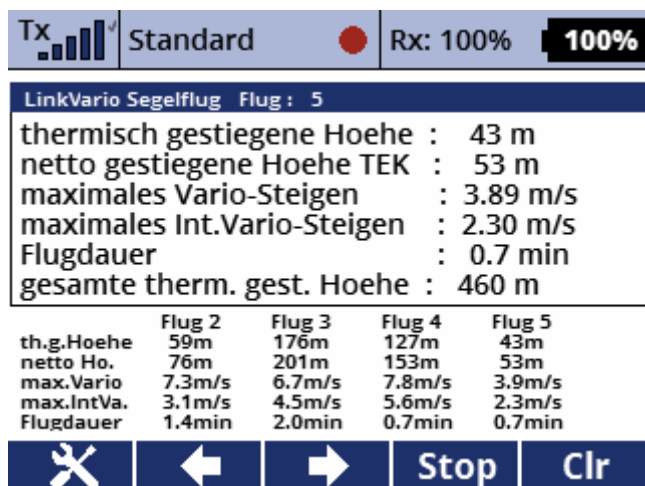 Tx Standard Rx: 100% 100%
LinkVario Segelflug Flug : 5
thermisch gestiegene Hoehe : 43 m
netto gestiegene Hoehe TEK : 53 m
maximales Vario-Steigen : 3.89 m/s
maximales Int.Vario-Steigen : 2.30 m/s
Flugdauer : 0.7 min
gesamte therm. gest. Hoehe : 460 m
Flug 2 Flug 3 Flug 4 Flug 5
th.g.Hoehe 59m 176m 127m 43m
netto Ho. 76m 201m 153m 53m
max.Vario 7.3m/s 6.7m/s 7.8m/s 3.9m/s
max.IntVa. 3.1m/s 4.5m/s 5.6m/s 2.3m/s
Flugdauer 1.4min 2.0min 0.7min 0.7min
Stop Clr